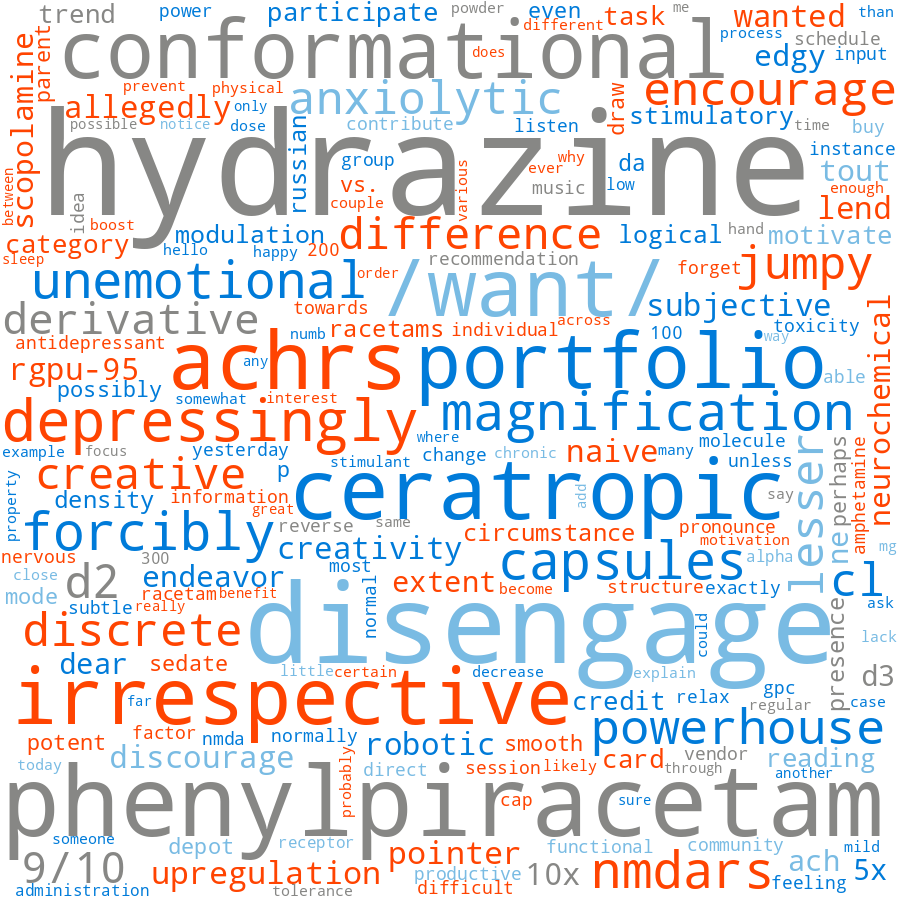 trend
power
participate
powder
even
me
task
wanted
than
different
conformational
does
process
schedule
edgy
input
scopolamine
parent
prevent
physical
anxiolytic
encourage
allegedly
only
draw
stimulatory
possible
notice
dose
russian
contribute
listen
time
buy
hydrazine
instance
group
why
ever
da
tout
between
vs.
various
music
low
enough
idea
couple
lend
boost
category
modulation
difference
logical
hand
motivate
hello
happy
200
sleep
recommendation
order
forget
jumpy
unemotional
/want/
derivative
towards
subjective
neurochemical
racetams
individual
across
toxicity
antidepressant
numb
100
way
rgpu-95
any
achrs
portfolio
able
possibly
somewhat
interest
depressingly
magnification
where
example
focus
yesterday
change
chronic
naive
many
molecule
lesser
perhaps
amphetamine
creative
p
stimulant
unless
property
density
information
ceratropic
add
say
great
forcibly
reverse
same
circumstance
pronounce
motivation
ne
mg
nervous
300
creativity
capsules
alpha
close
d2
endeavor
most
mode
racetam
benefit
normal
extent
become
structure
exactly
cl
subtle
really
disengage
could
presence
ask
discrete
lack
dear
sedate
little
certain
decrease
explain
d3
irrespective
far
credit
relax
gpc
regular
case
potent
factor
nmda
normally
robotic
smooth
powerhouse
discourage
probably
direct
session
likely
card
vendor
through
reading
today
another
phenylpiracetam
cap
sure
someone
depot
receptor
functional
community
mild
9/10
upregulation
pointer
productive
difficult
10x
nmdars
ach
feeling
5x
administration
tolerance